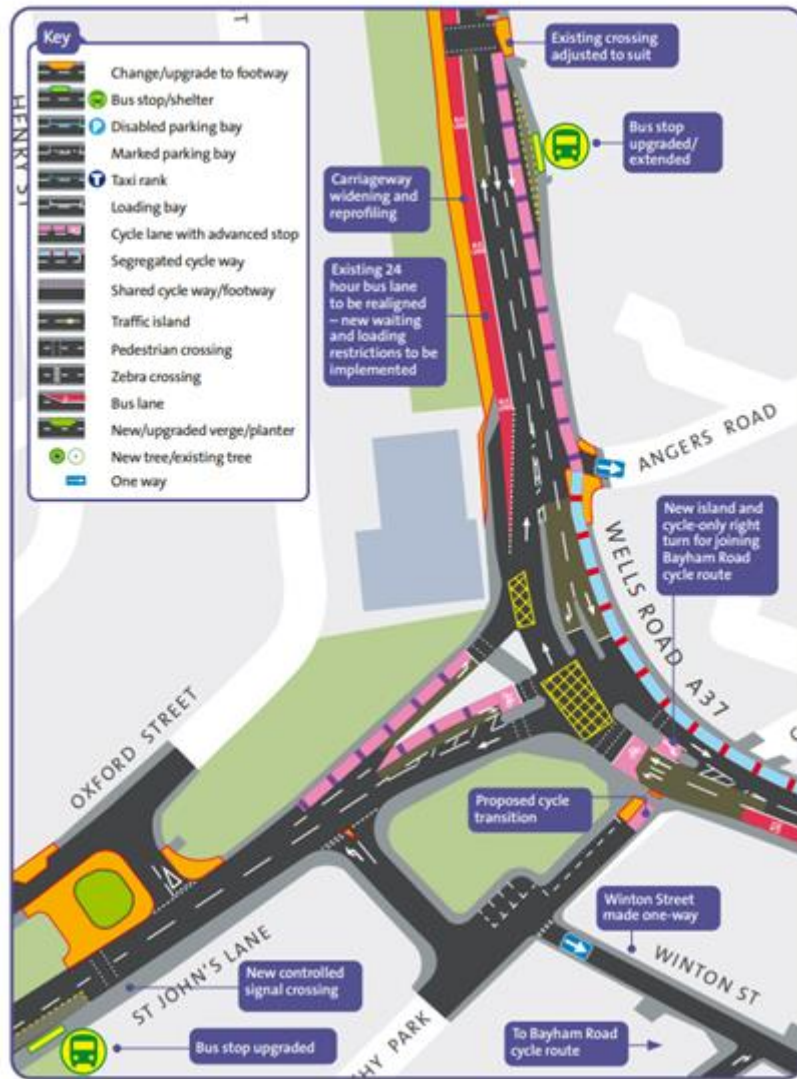 Key
Change/upgrade to footway
Bus stop/shelter
Disabled parking bay
P
Marked parking bay
Taxi rank
T
Loading bay
Cycle lane with advanced stop
Segregated cycle way
Shared cycle way/footway
Traffic island
Pedestrian crossing
Zebra crossing
Bus lane
New/upgraded verge/planter
New tree/existing tree
One way
HENRY ST
Existing crossing
adjusted to suit
Bus stop
upgraded/
extended
Carriageway
widening and
reprofiling
Existing 24
hour bus lane
to be realigned
– new waiting
and loading
restrictions to be
implemented
ANGERS ROAD
New island and
cycle-only right
turn for joining
Bayham Road
cycle route
WELLS ROAD A37
OXFORD STREET
Proposed cycle
transition
Winton Street
made one-way
WINTON ST
ST JOHN'S LANE
New controlled
signal crossing
Bus stop upgraded
HY PARK
To Bayham Road
cycle route